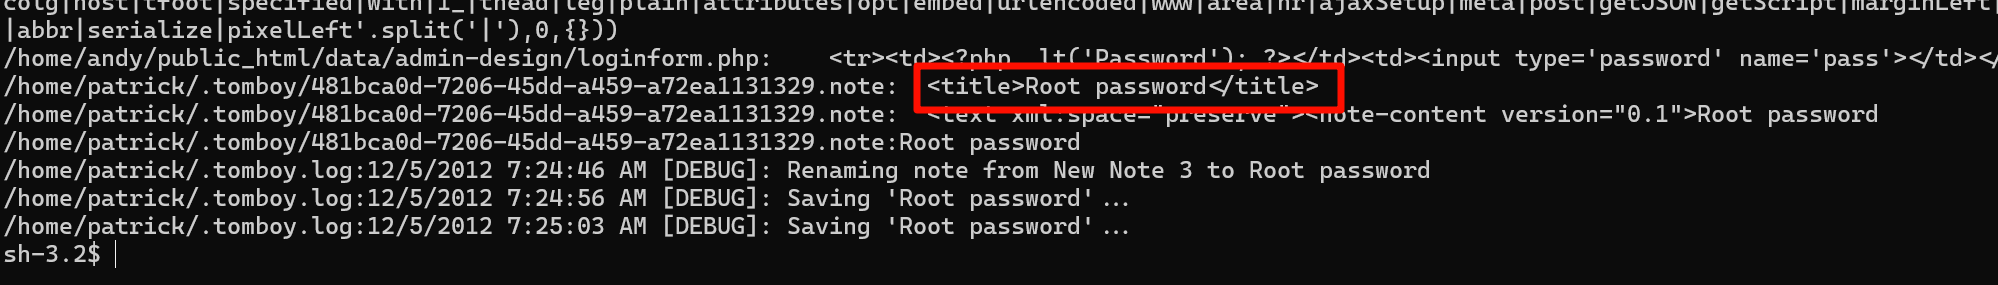 colg|host|tfoot|specified|with|1_|thead|leg|plain|attributes|opt|embed|urlencoded|www|area|hr|ajaxSetup|meta|post|getJSON|getScript|marginLeft|
|abbr|serialize|pixelLeft'.split('|'),0,{}))
/home/andy/public_html/data/admin-design/loginform.php:    <tr><td><?php lt('Password'); ?></td><td><input type='password' name='pass'></td></
/home/patrick/.tomboy/481bca0d-7206-45dd-a459-a72ea1131329.note:  <title>Root password</title>
/home/patrick/.tomboy/481bca0d-7206-45dd-a459-a72ea1131329.note:  <text xml:space="preserve"><note-content version="0.1">Root password
/home/patrick/.tomboy/481bca0d-7206-45dd-a459-a72ea1131329.note:Root password
/home/patrick/.tomboy.log:12/5/2012 7:24:46 AM [DEBUG]: Renaming note from New Note 3 to Root password
/home/patrick/.tomboy.log:12/5/2012 7:24:56 AM [DEBUG]: Saving 'Root password'...
/home/patrick/.tomboy.log:12/5/2012 7:25:03 AM [DEBUG]: Saving 'Root password'...
sh-3.2$